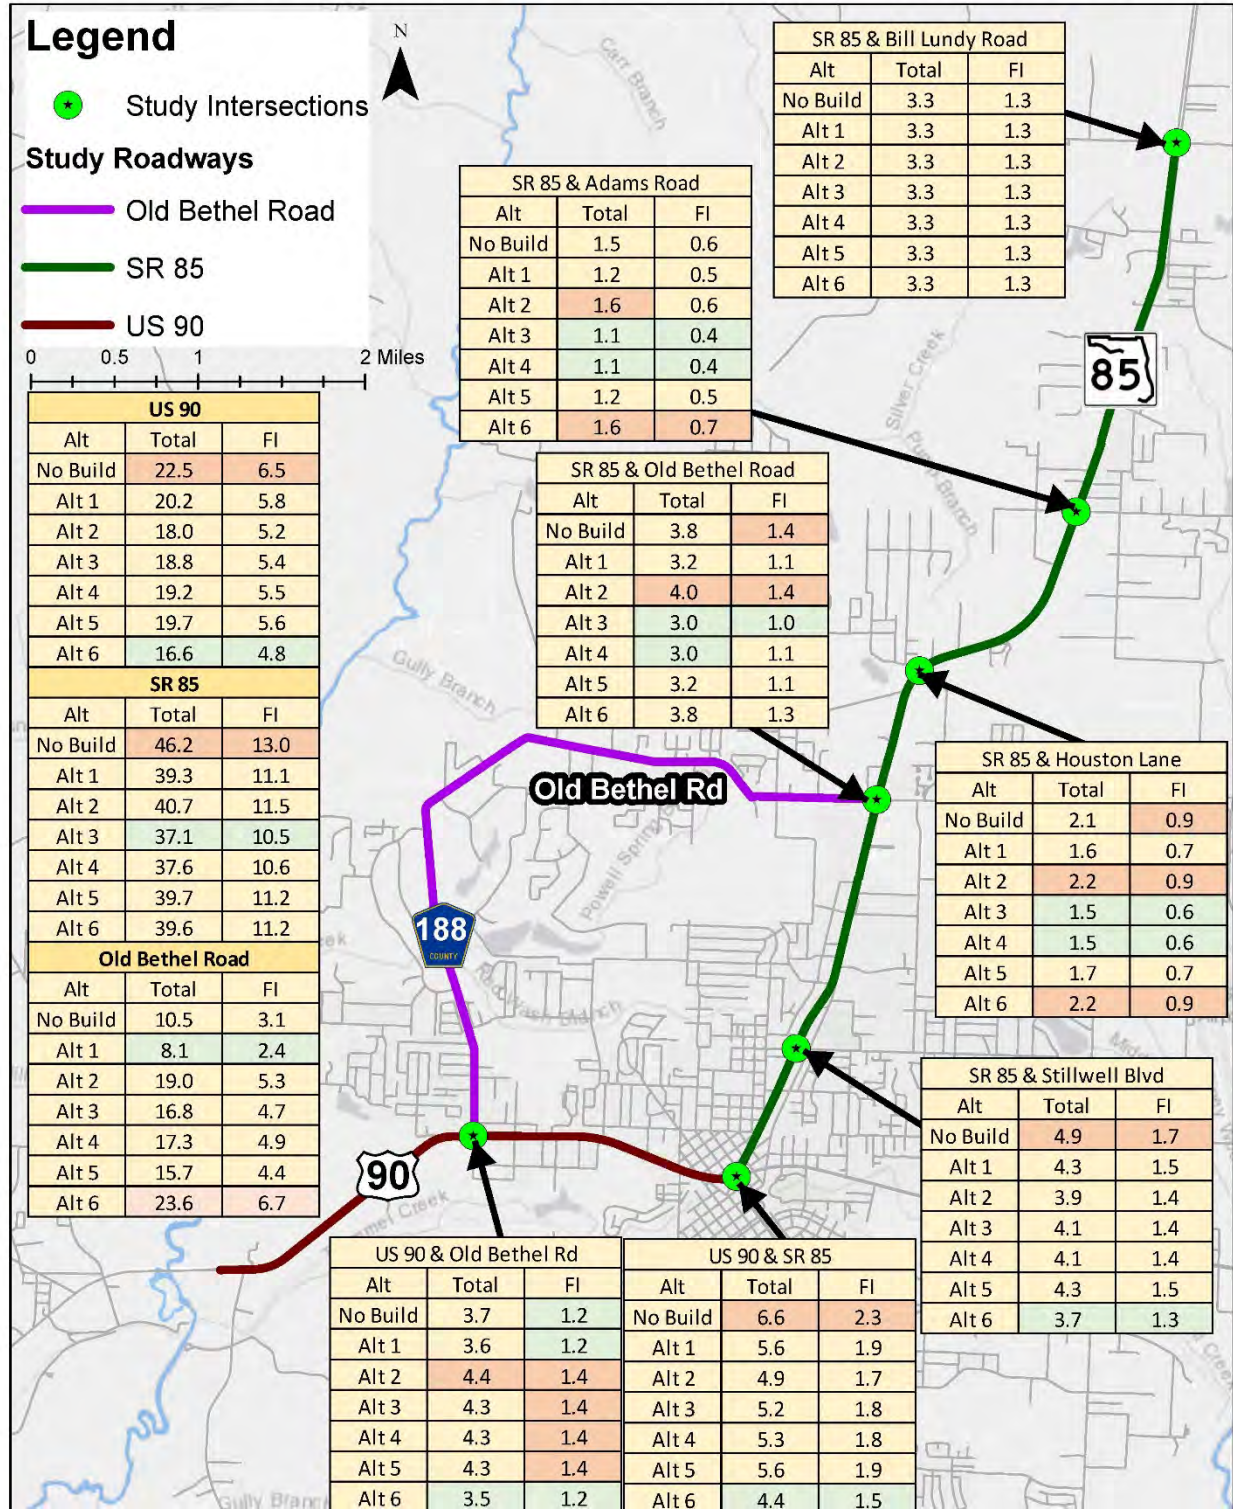 Legend
Study Intersections
Study Roadways
Old Bethel Road
SR 85
US 90
0 0.5 1 2 Miles
N
US 90
Alt Total FI
No Build 22.5 6.5
Alt 1 20.2 5.8
Alt 2 18.0 5.2
Alt 3 18.8 5.4
Alt 4 19.2 5.5
Alt 5 19.7 5.6
Alt 6 16.6 4.8
SR 85
Alt Total FI
No Build 46.2 13.0
Alt 1 39.3 11.1
Alt 2 40.7 11.5
Alt 3 37.1 10.5
Alt 4 37.6 10.6
Alt 5 39.7 11.2
Alt 6 39.6 11.2
Old Bethel Road
Alt Total FI
No Build 10.5 3.1
Alt 1 8.1 2.4
Alt 2 19.0 5.3
Alt 3 16.8 4.7
Alt 4 17.3 4.9
Alt 5 15.7 4.4
Alt 6 23.6 6.7
SR 85 & Bill Lundy Road
Alt Total FI
No Build 3.3 1.3
Alt 1 3.3 1.3
Alt 2 3.3 1.3
Alt 3 3.3 1.3
Alt 4 3.3 1.3
Alt 5 3.3 1.3
Alt 6 3.3 1.3
SR 85 & Adams Road
Alt Total FI
No Build 1.5 0.6
Alt 1 1.2 0.5
Alt 2 1.6 0.6
Alt 3 1.1 0.4
Alt 4 1.1 0.4
Alt 5 1.2 0.5
Alt 6 1.6 0.7
SR 85 & Old Bethel Road
Alt Total FI
No Build 3.8 1.4
Alt 1 3.2 1.1
Alt 2 4.0 1.4
Alt 3 3.0 1.0
Alt 4 3.0 1.1
Alt 5 3.2 1.1
Alt 6 3.8 1.3
SR 85 & Houston Lane
Alt Total FI
No Build 2.1 0.9
Alt 1 1.6 0.7
Alt 2 2.2 0.9
Alt 3 1.5 0.6
Alt 4 1.5 0.6
Alt 5 1.7 0.7
Alt 6 2.2 0.9
SR 85 & Stillwell Blvd
Alt Total FI
No Build 4.9 1.7
Alt 1 4.3 1.5
Alt 2 3.9 1.4
Alt 3 4.1 1.4
Alt 4 4.1 1.4
Alt 5 4.3 1.5
Alt 6 3.7 1.3
US 90 & Old Bethel Rd
Alt Total FI
No Build 3.7 1.2
Alt 1 3.6 1.2
Alt 2 4.4 1.4
Alt 3 4.3 1.4
Alt 4 4.3 1.4
Alt 5 4.3 1.4
Alt 6 3.5 1.2
US 90 & SR 85
Alt Total FI
No Build 6.6 2.3
Alt 1 5.6 1.9
Alt 2 4.9 1.7
Alt 3 5.2 1.8
Alt 4 5.3 1.8
Alt 5 5.6 1.9
Alt 6 4.4 1.5
Carr Branch
Silver Creek
Branch
85
Gully Branch
Old Bethel Rd
Powell Spring
188
COUNTY
Red Wash Branch
90
Creek
Gully Branch